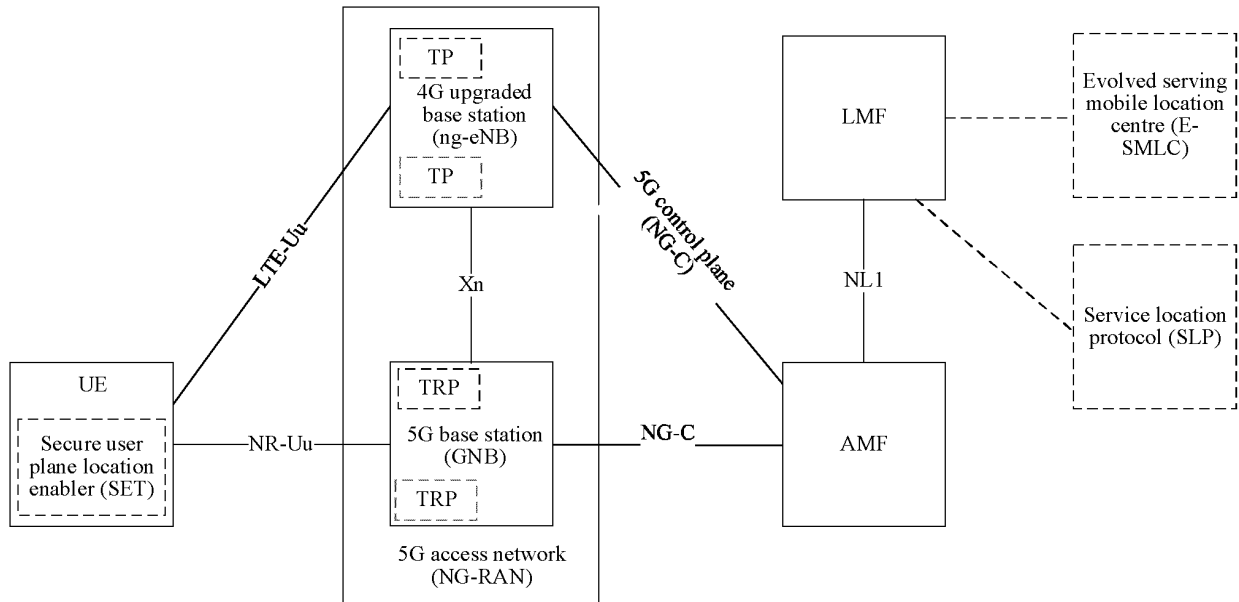 TP
4G upgraded
base station
(ng-eNB)
TP
LTE-Uu
Xn
5G control plane
(NG-C)
LMF
Evolved serving
mobile location
centre (E-
SMLC)
NL1
Service location
protocol (SLP)
UE
Secure user
plane location
enabler (SET)
NR-Uu
TRP
5G base station
(GNB)
TRP
NG-C
AMF
5G access network
(NG-RAN)